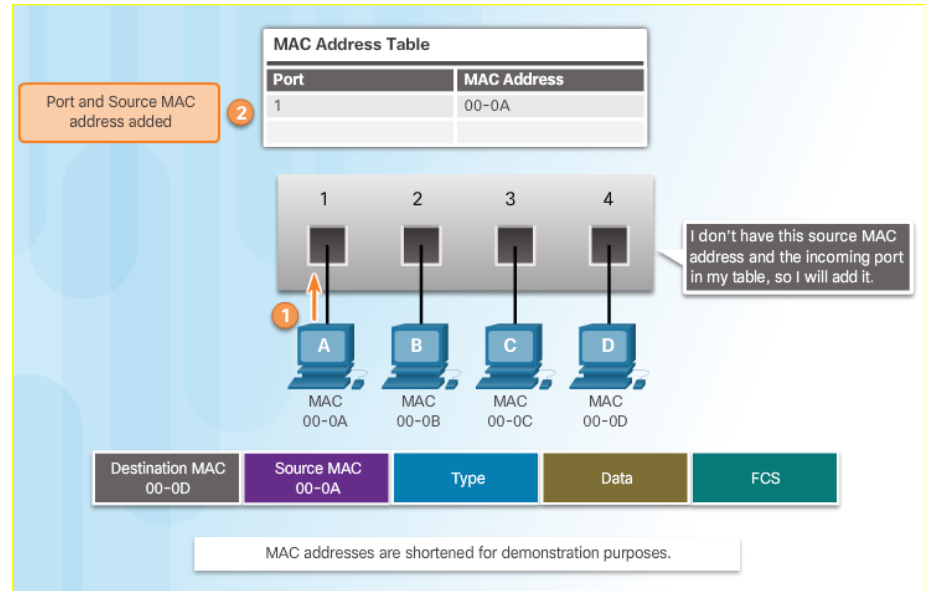 MAC Address Table
Port MAC Address
1 00-0A
Port and Source MAC
address added
2
1 2 3 4
I don't have this source MAC
address and the incoming port
in my table, so I will add it.
1
A B C D
MAC MAC MAC MAC
00-0A 00-0B 00-0C 00-0D
Destination MAC
00-0D
Source MAC
00-0A
Type
Data
FCS
MAC addresses are shortened for demonstration purposes.